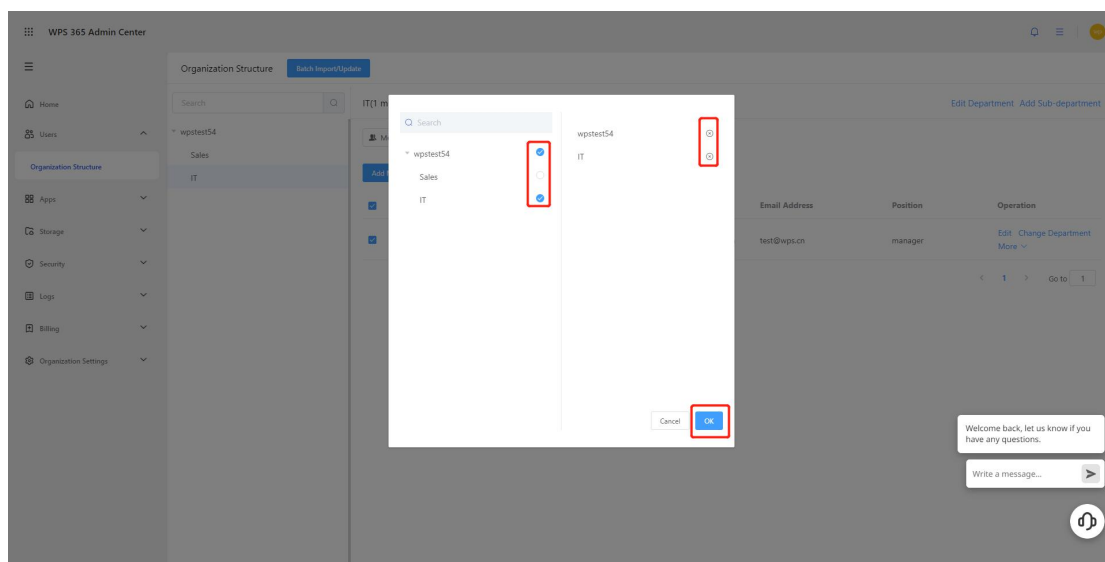 WPS 365 Admin Center
Organization Structure
Batch Import/Update
Home
Users
Organization Structure
Apps
Storage
Security
Logs
Billing
Organization Settings
Search
wpstest54
Sales
IT
IT(1 m
Edit Department Add Sub-department
Add
Email Address Position Operation
test@wps.cn manager Edit Change Department
More
1 Go to 1
Search
wpstest54
Sales
IT
wpstest54
IT
Cancel OK
Welcome back, let us know if you
have any questions.
Write a message...